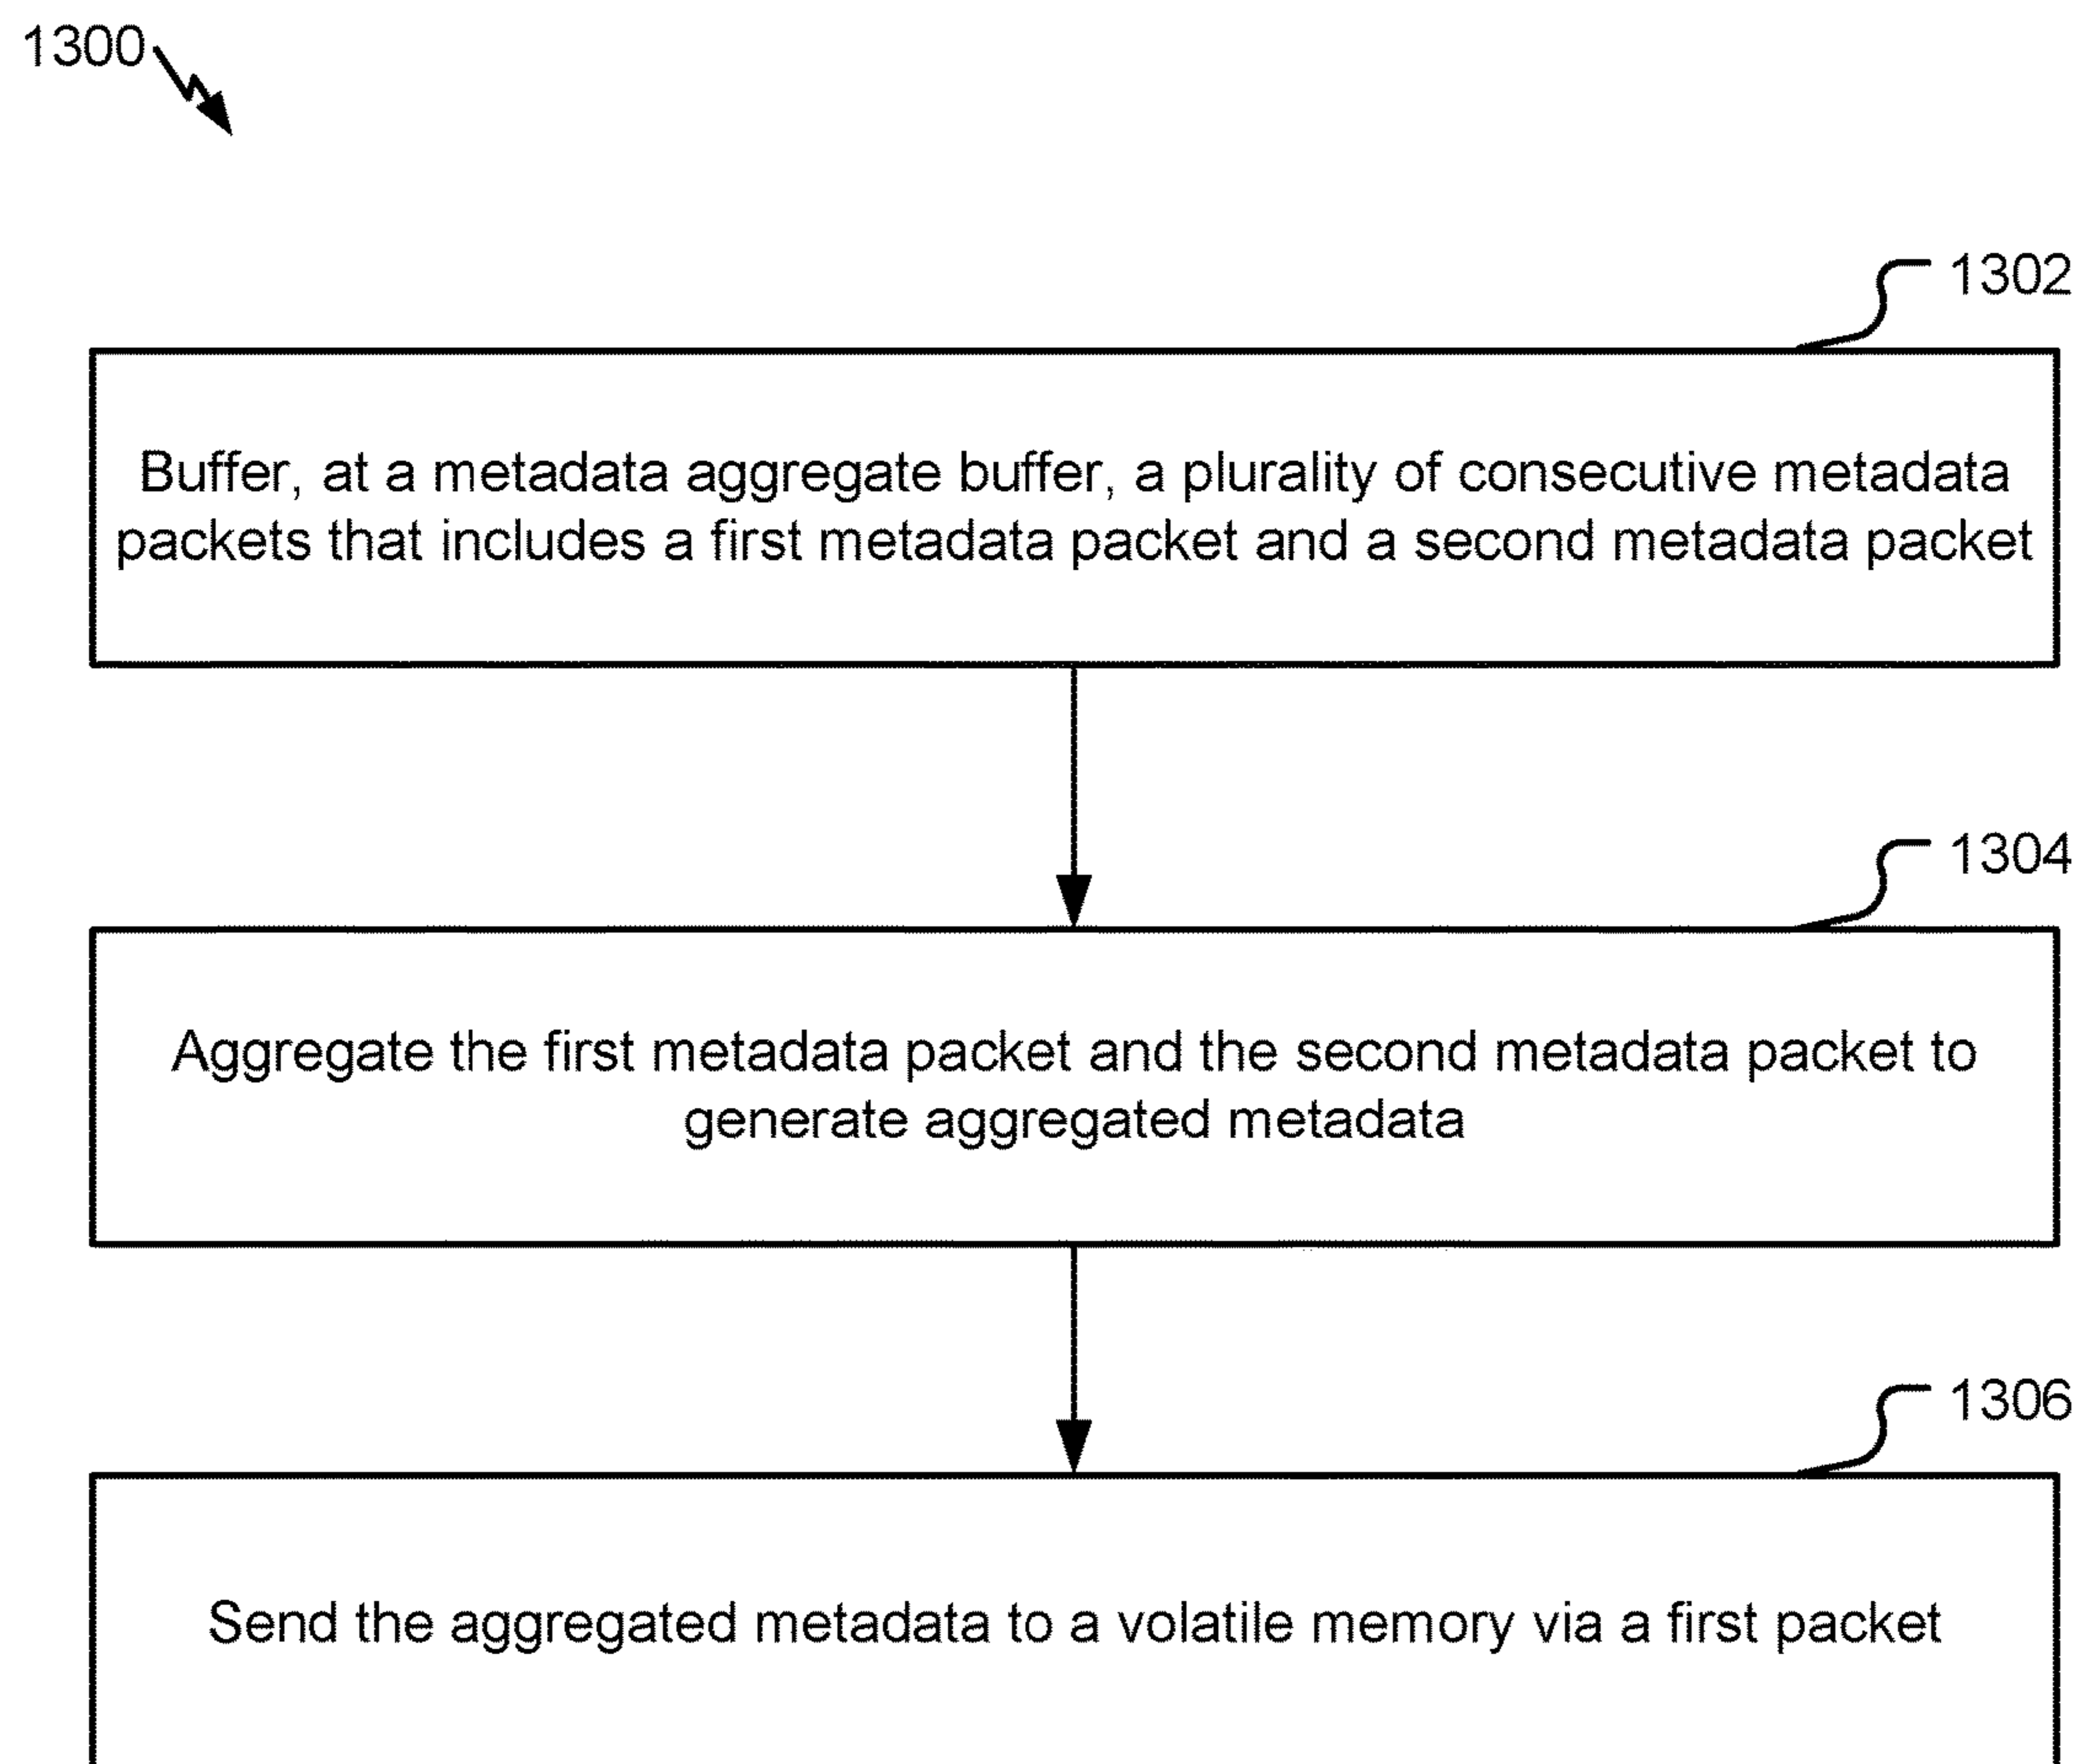 1300
1302
Buffer, at a metadata aggregate buffer, a plurality of consecutive metadata
packets that includes a first metadata packet and a second metadata packet
1304
Aggregate the first metadata packet and the second metadata packet to
generate aggregated metadata
1306
Send the aggregated metadata to a volatile memory via a first packet